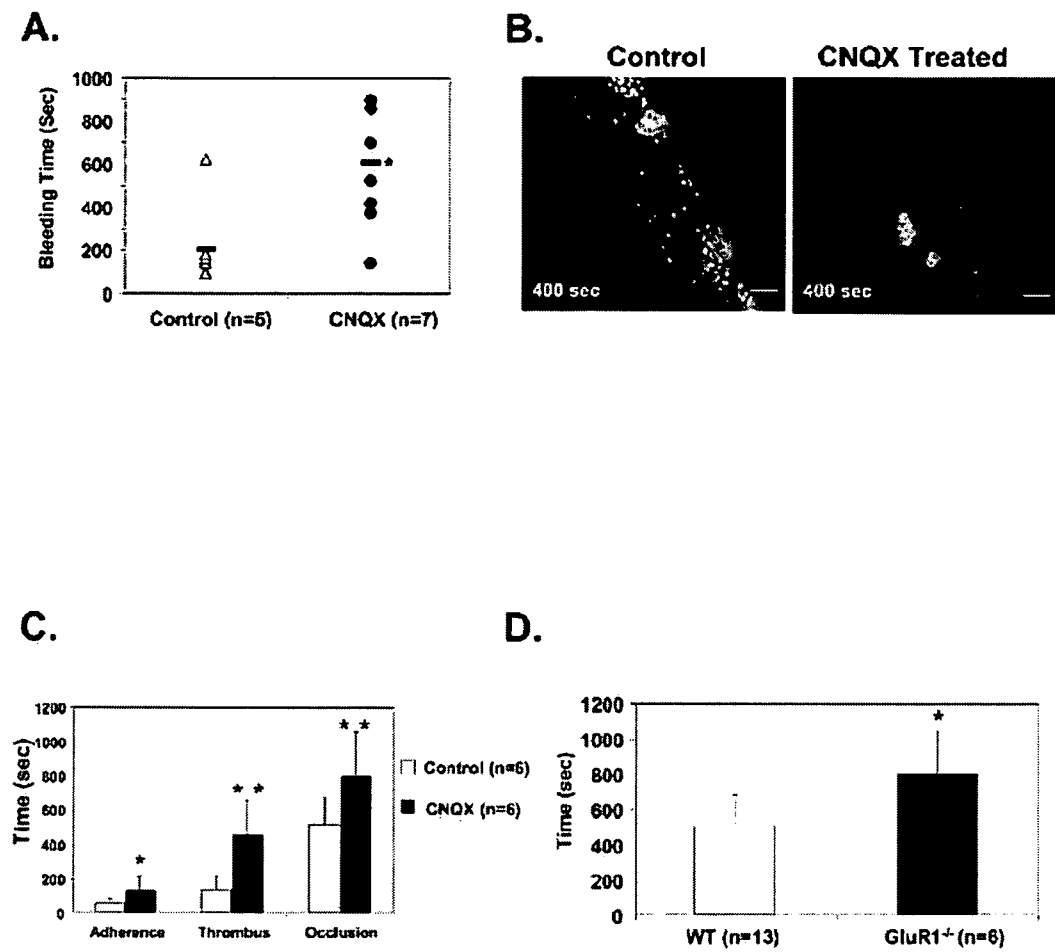 A.
Bleeding Time (Sec)
1000
800
600
400
200
0
*
Control (n=5)
CNQX (n=7)
B.
Control
CNQX Treated
400 sec
400 sec
C.
Time (sec)
1200
1000
800
600
400
200
0
*
* *
* *
Adherence
Thrombus
Occlusion
Control (n=6)
CNQX (n=6)
D.
Time (sec)
1200
1000
800
600
400
200
0
*
WT (n=13)
GluR1-/- (n=6)